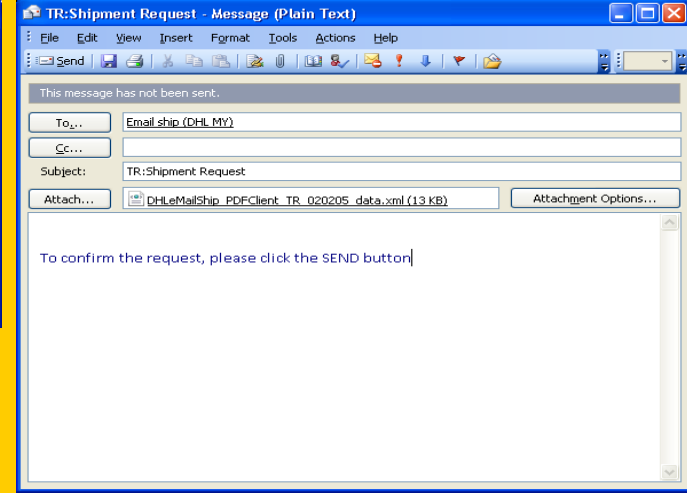 TR:Shipment Request - Message (Plain Text)
File Edit View Insert Format Tools Actions Help
Send
This message has not been sent.
To... Email ship (DHL MY)
Cc...
Subject: TR:Shipment Request
Attach... DHLeMailShip_PDFClient_TR_020205_data.xml (13 KB) Attachment Options...
To confirm the request, please click the SEND button